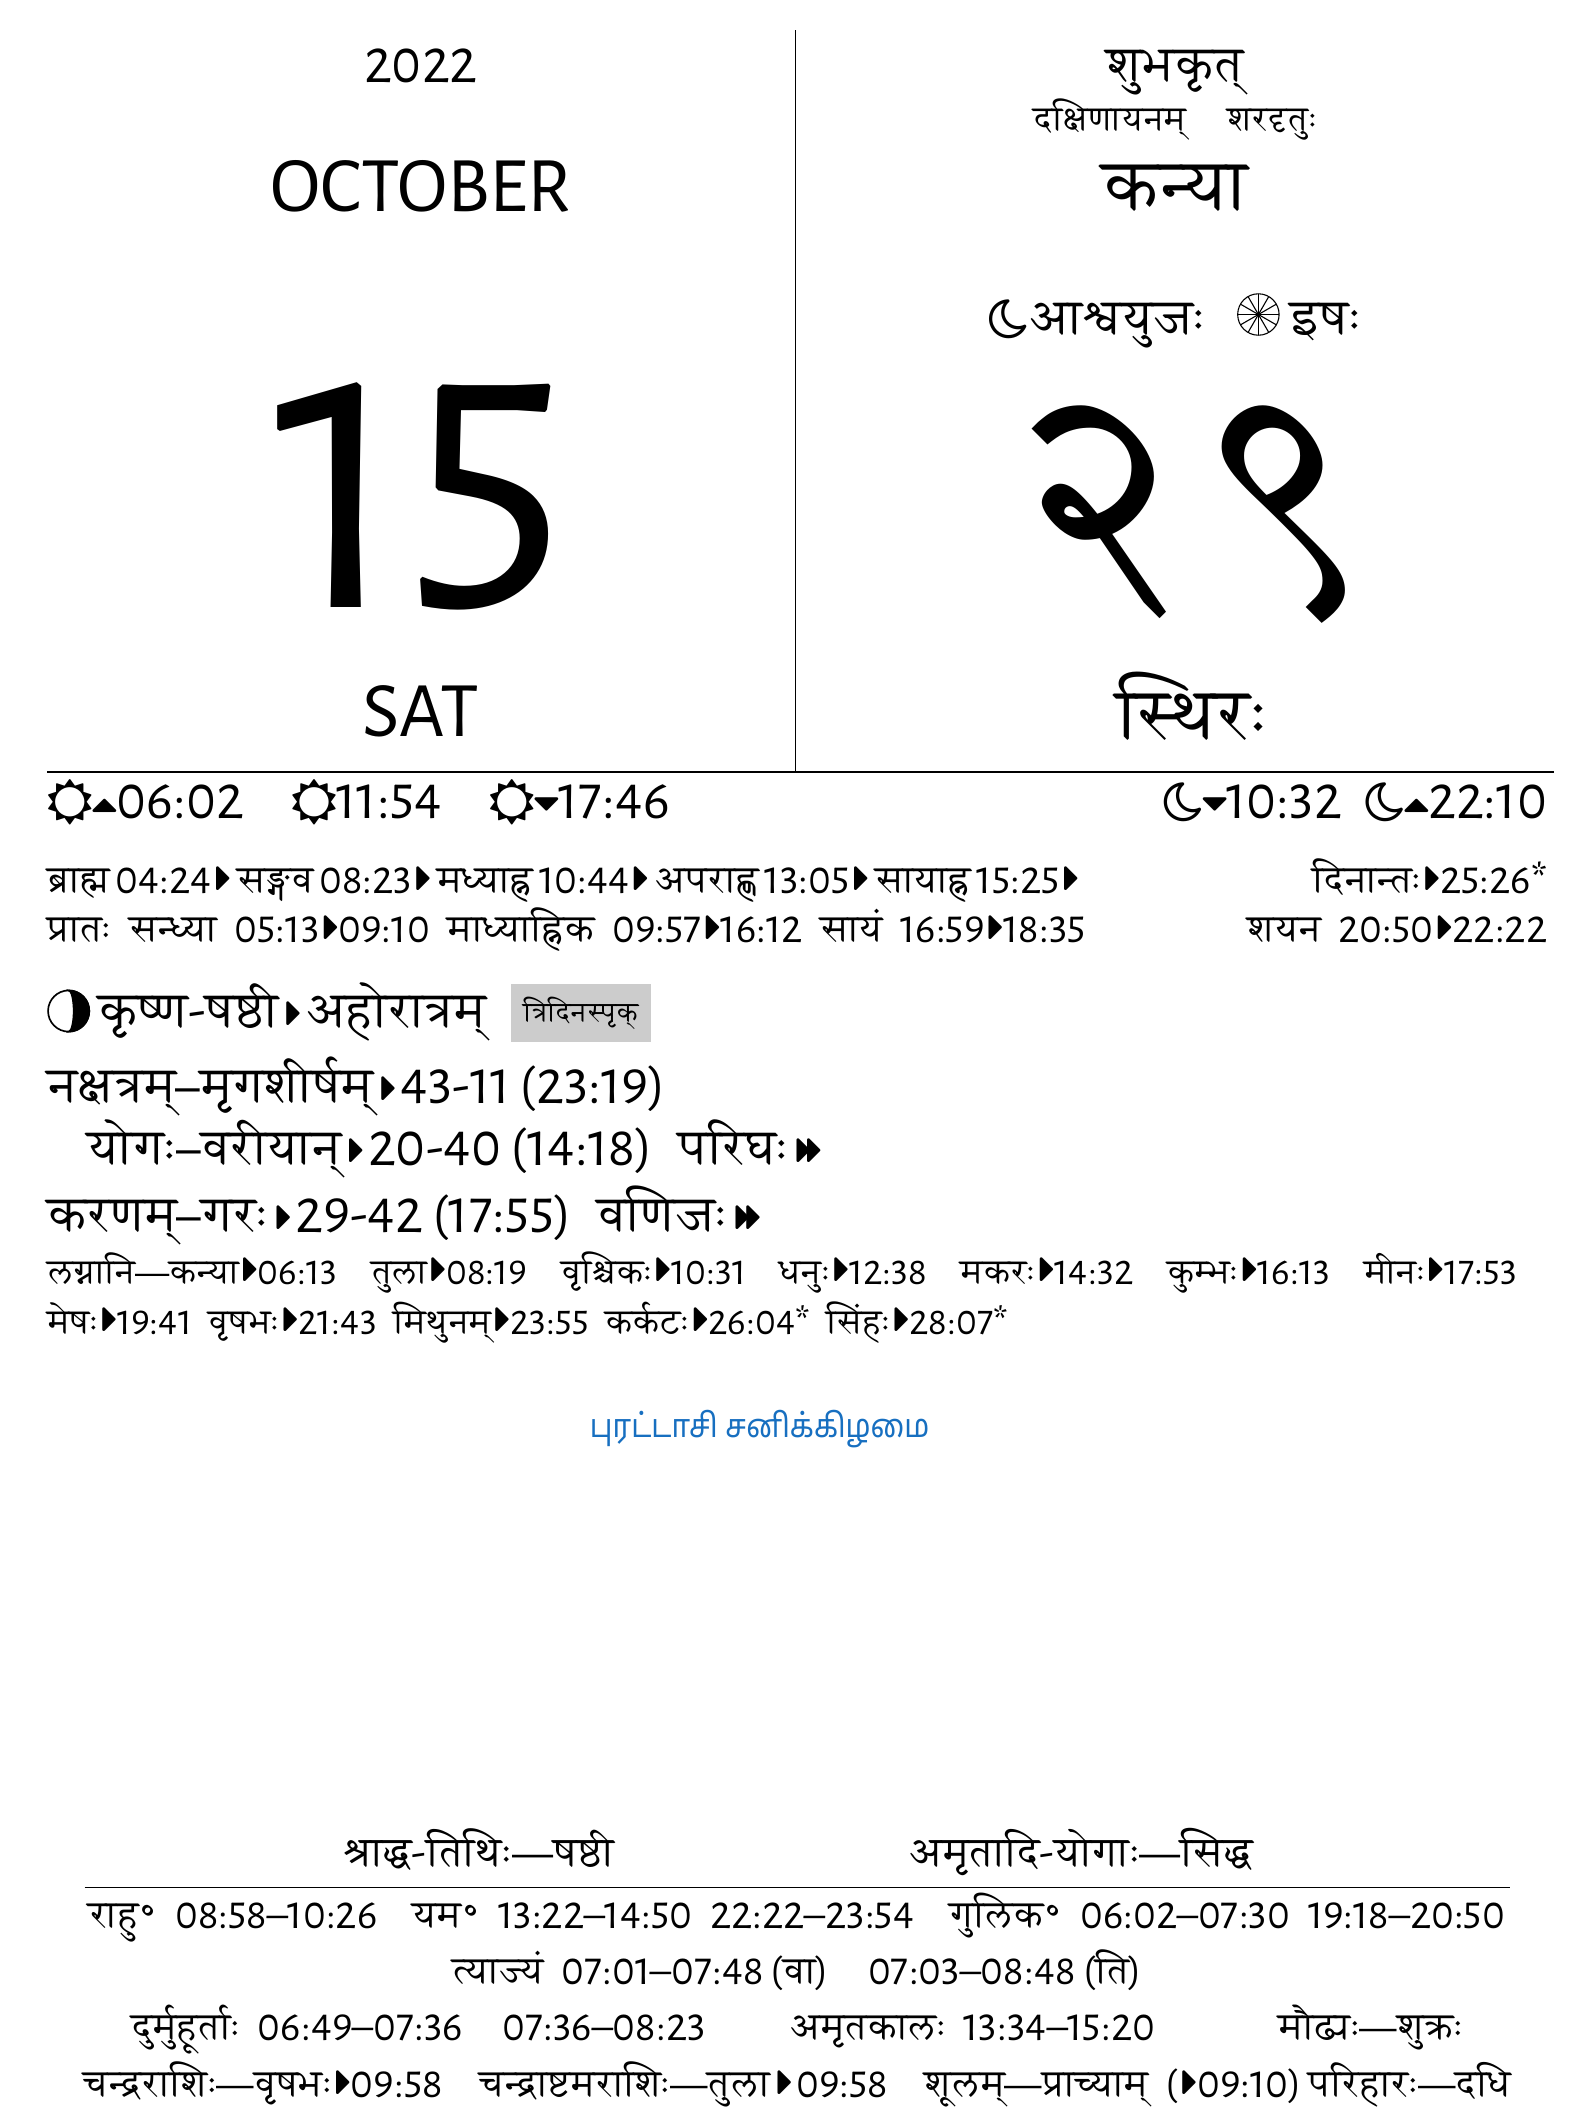 2022
OCTOBER
15
SAT
शुभकृत्
दक्षिणायनम् शरदृतुः
कन्या
आश्वयुजः इषः
२९
स्थिरः
06:02 11:54 17:46 10:32 22:10
ब्राह्म 04:24 सङ्गव 08:23 मध्याह्न 10:44 अपराह्ण 13:05 सायाह्न 15:25 दिनान्तः 25:26*
प्रातः सन्ध्या 05:13 09:10 माध्याह्निक 09:57 16:12 सायं 16:59 18:35 शयन 20:50 22:22
कृष्ण-षष्ठी अहोरात्रम् त्रिदिनस्पृक्
नक्षत्रम्–मृगशीर्षम् 43-11 (23:19)
योगः–वरीयान् 20-40 (14:18) परिघः
करणम्–गरः 29-42 (17:55) वणिजः
लग्नानि—कन्या 06:13 तुला 08:19 वृश्चिकः 10:31 धनुः 12:38 मकरः 14:32 कुम्भः 16:13 मीनः 17:53
मेषः 19:41 वृषभः 21:43 मिथुनम् 23:55 कर्कटः 26:04* सिंहः 28:07*
புரட்டாசி சனிக்கிழமை
श्राद्ध-तिथिः—षष्ठी अमृतादि-योगाः—सिद्ध
राहु॰ 08:58–10:26 यम॰ 13:22–14:50 22:22–23:54 गुलिक॰ 06:02–07:30 19:18–20:50
त्याज्यं 07:01–07:48 (वा) 07:03–08:48 (ति)
दुर्मुहूर्ताः 06:49–07:36 07:36–08:23 अमृतकालः 13:34–15:20 मौढ्यः—शुक्रः
चन्द्रराशिः—वृषभः 09:58 चन्द्राष्टमराशिः—तुला 09:58 शूलम्—प्राच्याम् (09:10) परिहारः—दधि